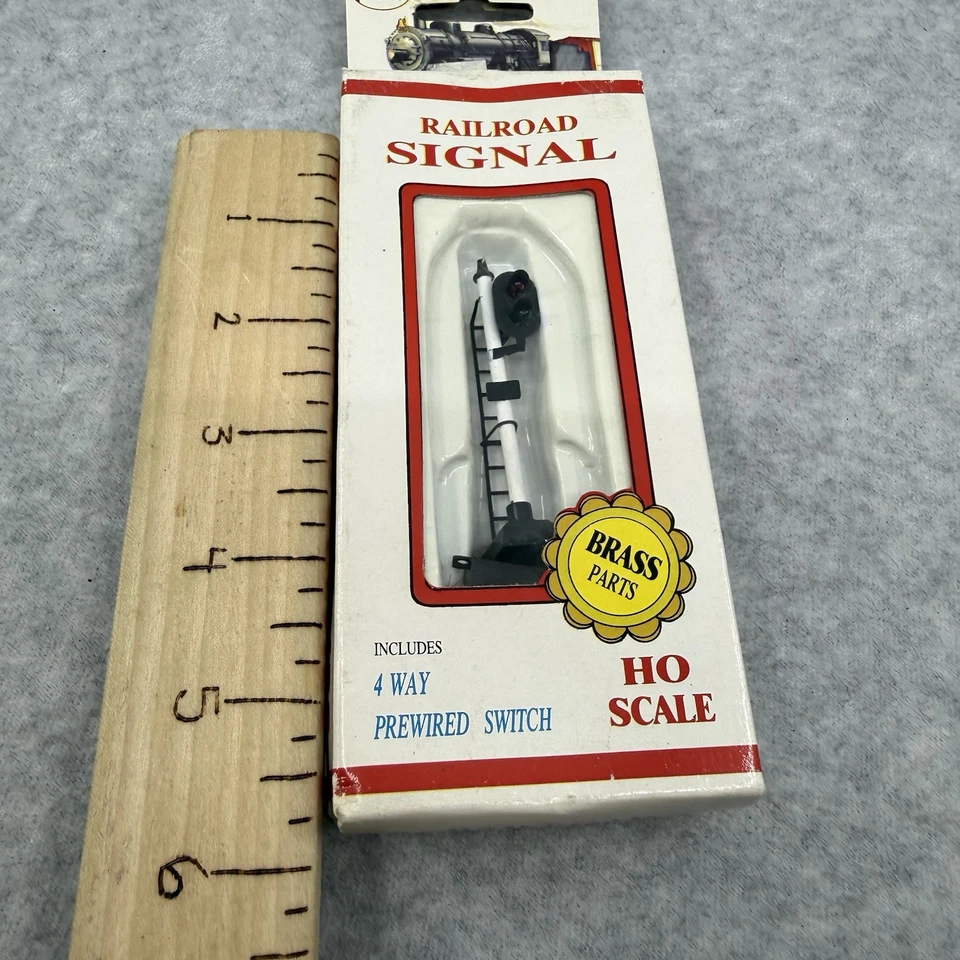 RAILROAD
SIGNAL
BRASS
PARTS
INCLUDES
4 WAY
PREWIRED SWITCH
HO
SCALE
1
2
3
4
5
6